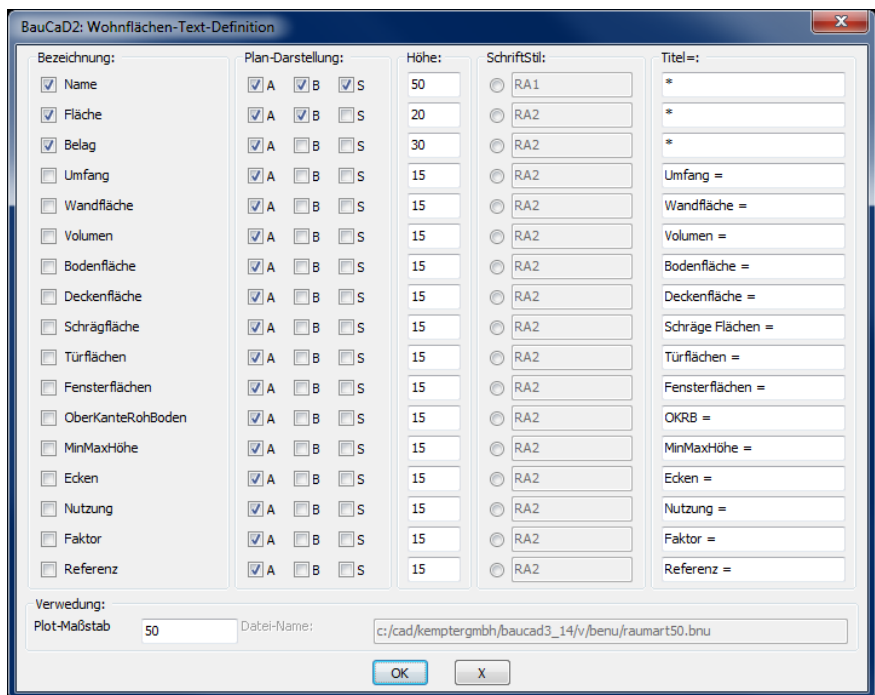 BauCaD2: Wohnflächen-Text-Definition
Bezeichnung: Plan-Darstellung: Höhe: SchriftStil: Titel=:
Name A B S 50 RA1 *
Fläche A B S 20 RA2 *
Belag A B S 30 RA2 *
Umfang A B S 15 RA2 Umfang =
Wandfläche A B S 15 RA2 Wandfläche =
Volumen A B S 15 RA2 Volumen =
Bodenfläche A B S 15 RA2 Bodenfläche =
Deckenfläche A B S 15 RA2 Deckenfläche =
Schrägfläche A B S 15 RA2 Schräge Flächen =
Türflächen A B S 15 RA2 Türflächen =
Fensterflächen A B S 15 RA2 Fensterflächen =
OberKanteRohBoden A B S 15 RA2 OKRB =
MinMaxHöhe A B S 15 RA2 MinMaxHöhe =
Ecken A B S 15 RA2 Ecken =
Nutzung A B S 15 RA2 Nutzung =
Faktor A B S 15 RA2 Faktor =
Referenz A B S 15 RA2 Referenz =
Verwedung:
Plot-Maßstab 50 Datei-Name: c:/cad/kemptergmbh/baucad3_14/v/benu/raumart50.bnu
OK X